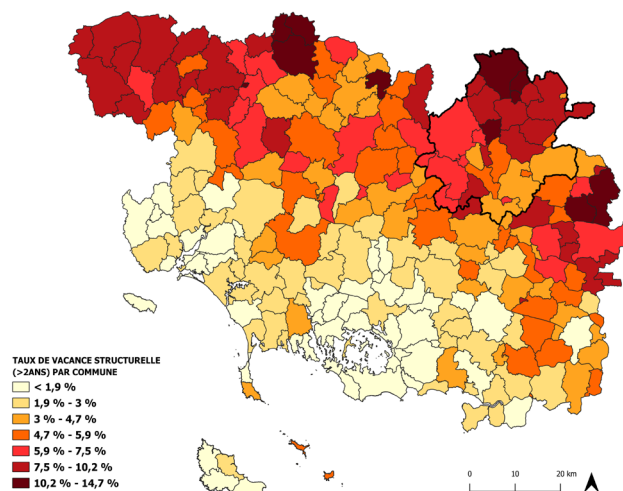 TAUX DE VACANCE STRUCTURELLE
(>2ANS) PAR COMMUNE
< 1,9 %
1,9 % - 3 %
3 % - 4,7 %
4,7 % - 5,9 %
5,9 % - 7,5 %
7,5 % - 10,2 %
10,2 % - 14,7 %
0 10 20 km